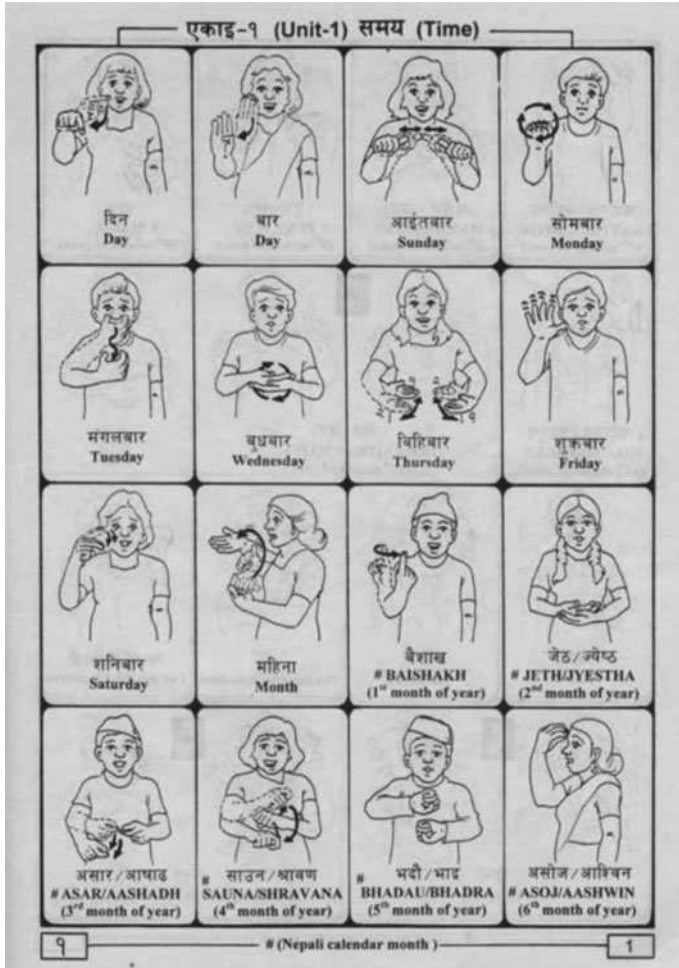 एकाइ-१ (Unit-1) समय (Time)
दिन
Day
बार
Day
आईतबार
Sunday
सोमबार
Monday
मंगलबार
Tuesday
बुधबार
Wednesday
बिहिबार
Thursday
शुक्रबार
Friday
शनिबार
Saturday
महिना
Month
बैशाख
# BAISHAKH
(1st month of year)
जेठ/ज्येष्ठ
# JETH/JYESTHA
(2nd month of year)
असार/आषाढ
# ASAR/AASHADH
(3rd month of year)
साउन/श्रावण
# SAUNA/SHRAVANA
(4th month of year)
भदौ/भाद्र
# BHADAU/BHADRA
(5th month of year)
असोज/आश्विन
# ASOJ/AASHWIN
(6th month of year)
१
# (Nepali calendar month )
1